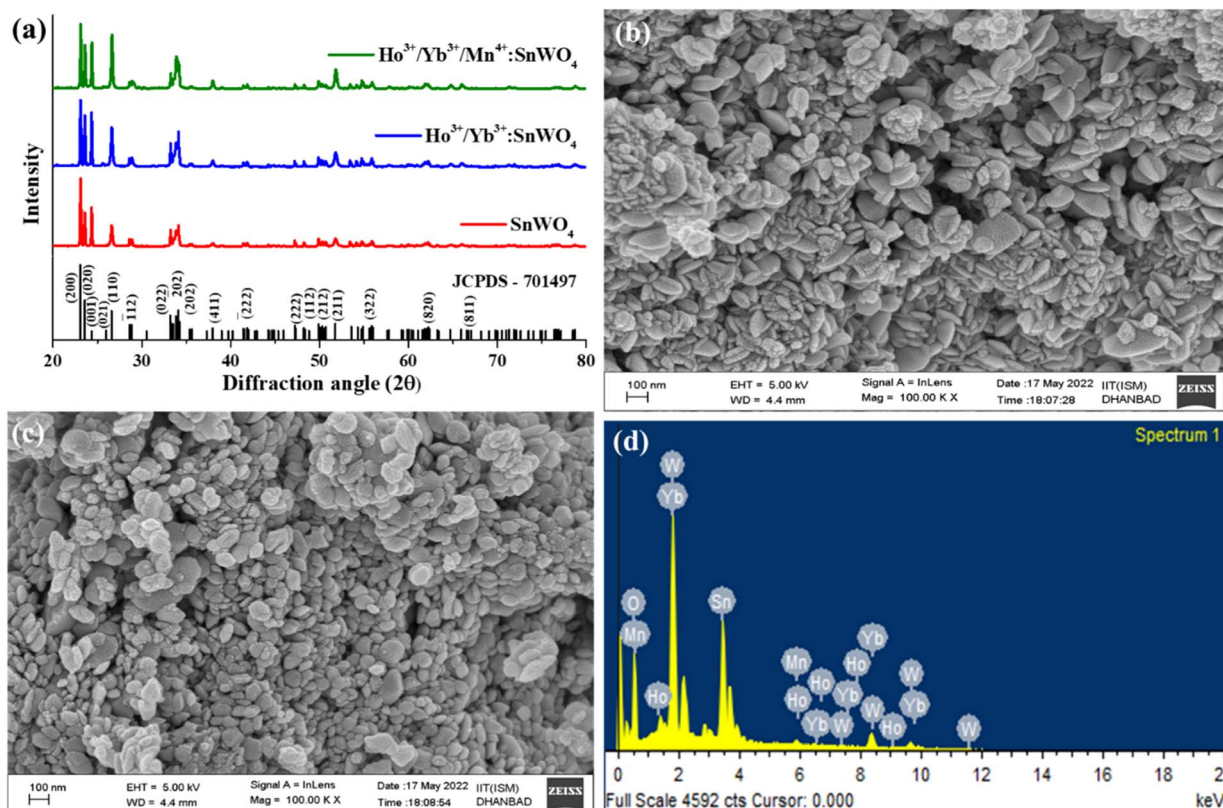 (a)
Intensity
Ho³⁺/Yb³⁺/Mn⁴⁺:SnWO₄
Ho³⁺/Yb³⁺:SnWO₄
SnWO₄
JCPDS - 701497
(200)
(020)
(001)
(021)
(110)
_112)
(022)
202)
(202)
(411)
_(222)
(222)
(112)
(212)
(211)
(322)
(820)
(811)
20 30 40 50 60 70 80
Diffraction angle (2θ)
(b)
100 nm
EHT = 5.00 kV
WD = 4.4 mm
Signal A = InLens
Mag = 100.00 K X
Date :17 May 2022
Time :18:07:28
IIT(ISM)
DHANBAD
ZEISS
(c)
100 nm
EHT = 5.00 kV
WD = 4.4 mm
Signal A = InLens
Mag = 100.00 K X
Date :17 May 2022
Time :18:08:54
IIT(ISM)
DHANBAD
ZEISS
(d)
Spectrum 1
W
Yb
O
Mn
Sn
Ho
Mn
Ho
Ho
Yb
Ho
Yb
W
Yb
W
Ho
W
Yb
W
0 2 4 6 8 10 12 14 16 18 2
Full Scale 4592 cts Cursor: 0.000
keV